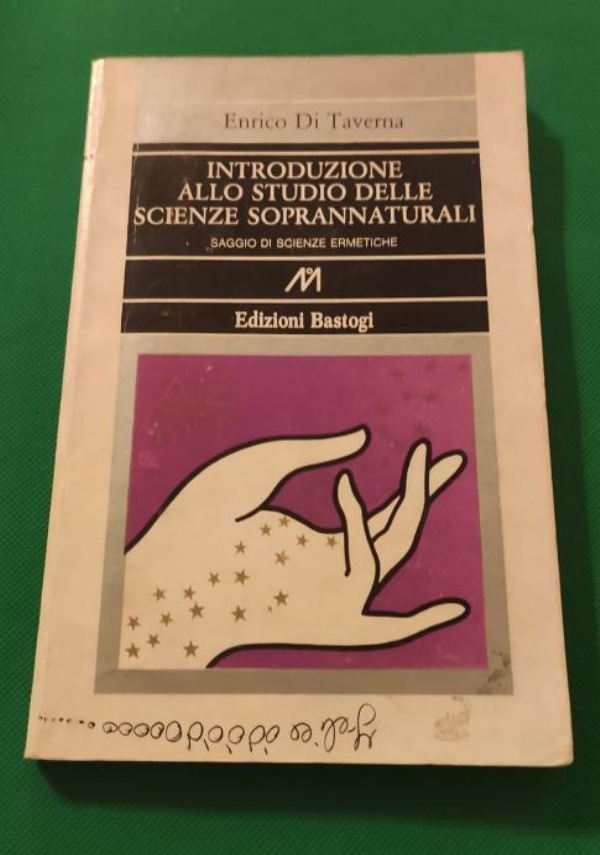 Enrico Di Taverna
INTRODUZIONE
ALLO STUDIO DELLE
SCIENZE SOPRANNATURALI
SAGGIO DI SCIENZE ERMETICHE
Edizioni Bastogi